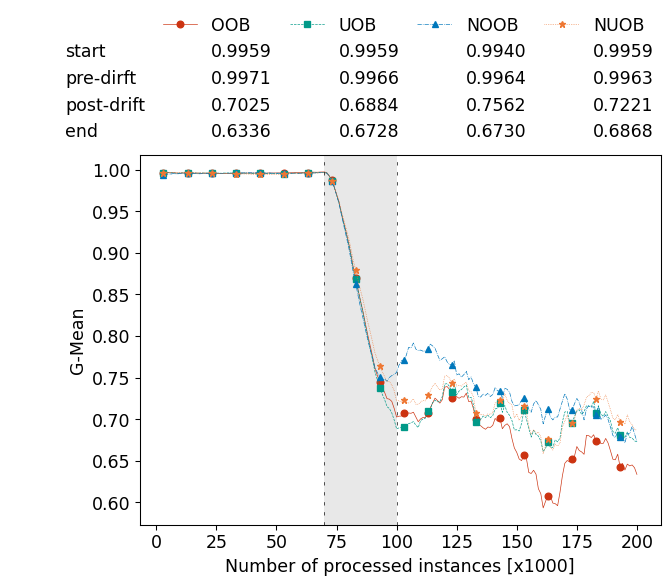 OOB UOB NOOB NUOB
start 0.9959 0.9959 0.9940 0.9959
pre-dirft 0.9971 0.9966 0.9964 0.9963
post-drift 0.7025 0.6884 0.7562 0.7221
end 0.6336 0.6728 0.6730 0.6868
1.00
0.95
0.90
0.85
0.80
0.75
0.70
0.65
0.60
G-Mean
0 25 50 75 100 125 150 175 200
Number of processed instances [x1000]